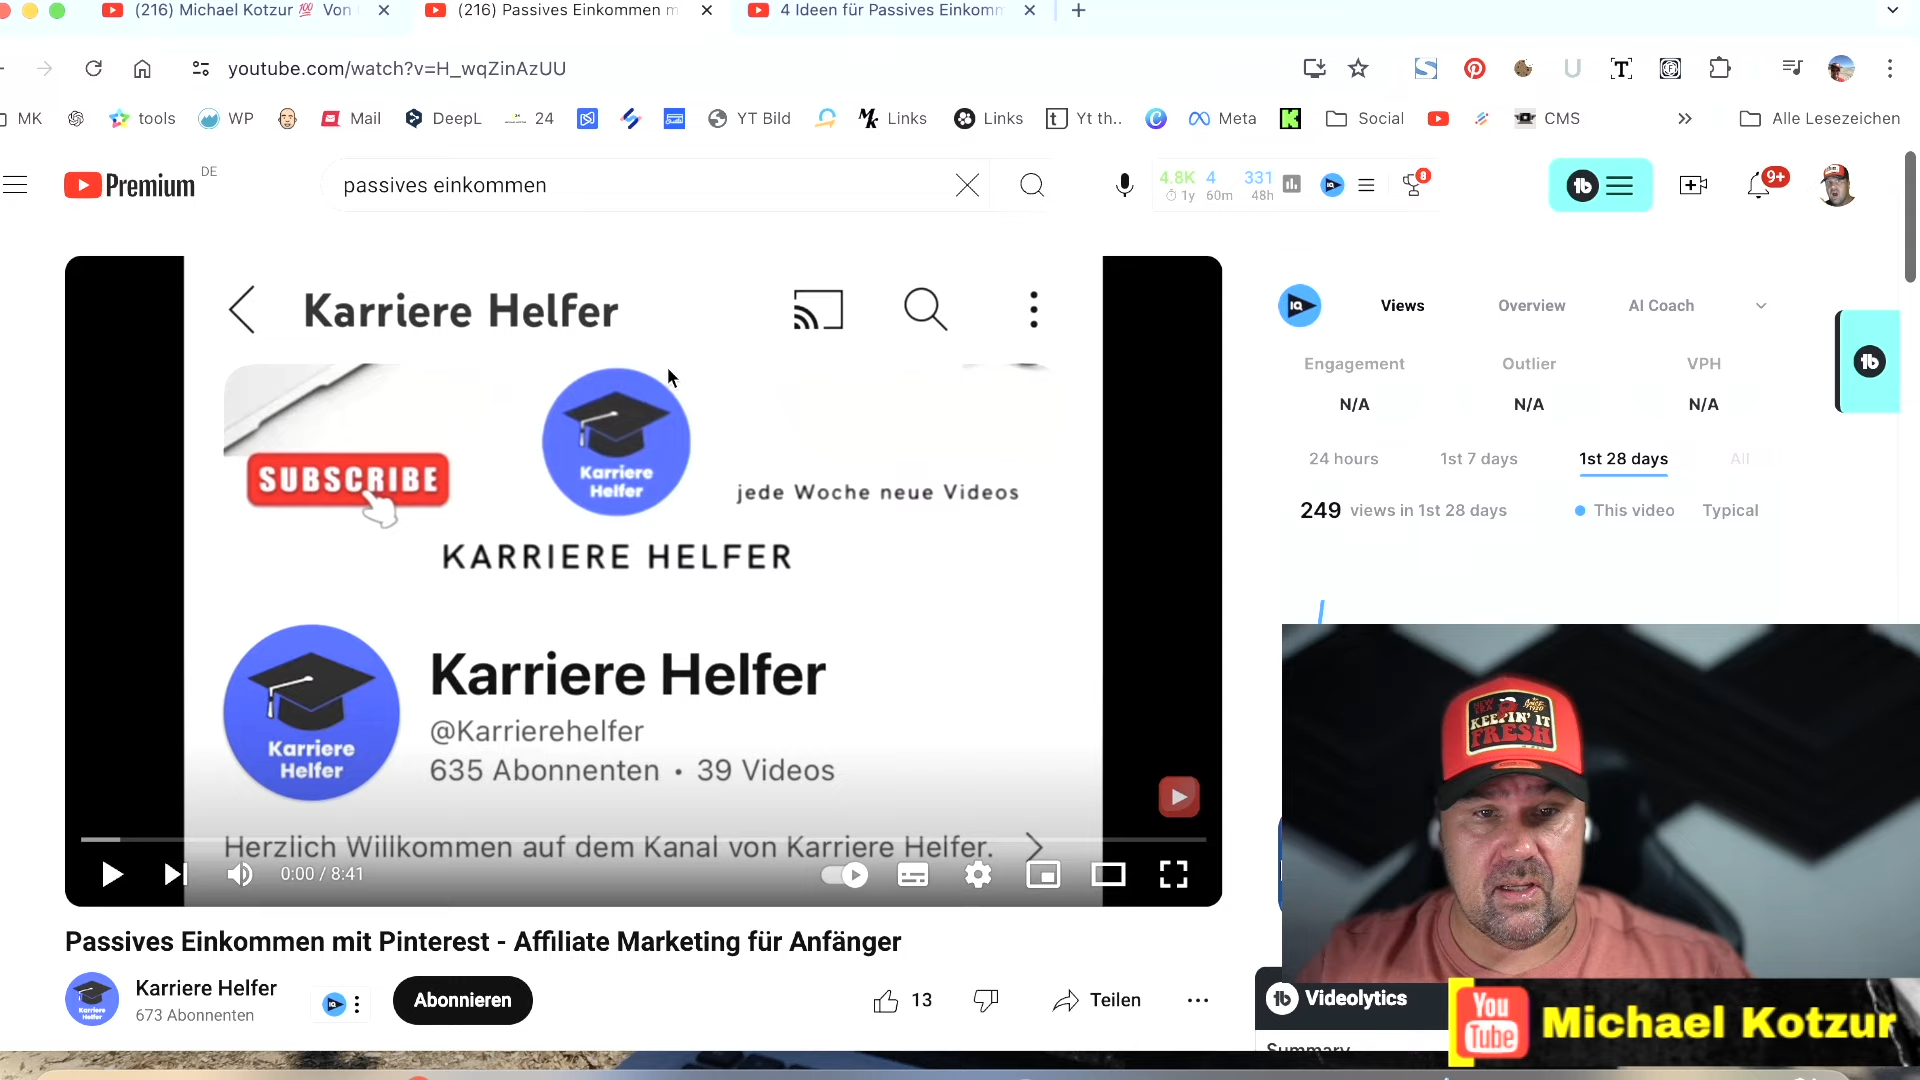 (216) Michael Kotzur 💯 Von
(216) Passives Einkommen m
4 Ideen für Passives Einkomm
youtube.com/watch?v=H_wqZinAzUU
MK
tools
WP
Mail
DeepL
24
YT Bild
Links
Links
Yt th..
Meta
Social
CMS
Alle Lesezeichen
Premium DE
passives einkommen
4.8K 4 331
1y 60m 48h
8
9+
Karriere Helfer
SUBSCRIBE
Karriere
Helfer
jede Woche neue Videos
KARRIERE HELFER
Karriere
Helfer
Karriere Helfer
@Karrierehelfer
635 Abonnenten • 39 Videos
Herzlich Willkommen auf dem Kanal von Karriere Helfer.
0:00 / 8:41
IQ
Views Overview AI Coach
Engagement Outlier VPH
N/A N/A N/A
24 hours 1st 7 days 1st 28 days All
249 views in 1st 28 days This video Typical
Passives Einkommen mit Pinterest - Affiliate Marketing für Anfänger
Karriere Helfer
673 Abonnenten
Abonnieren
13
Teilen
Videolytics
Summary
KEEPIN' IT
FRESH
You
Tube
Michael Kotzur